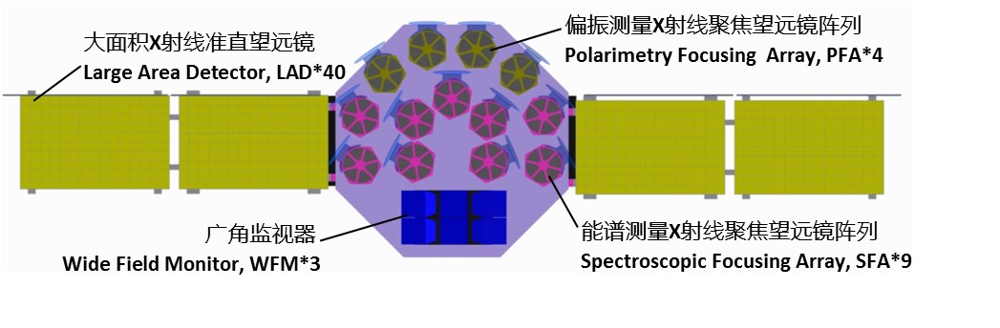 大面积X射线准直望远镜
Large Area Detector, LAD*40
偏振测量X射线聚焦望远镜阵列
Polarimetry Focusing  Array, PFA*4
广角监视器
Wide Field Monitor, WFM*3
能谱测量X射线聚焦望远镜阵列
Spectroscopic Focusing Array, SFA*9